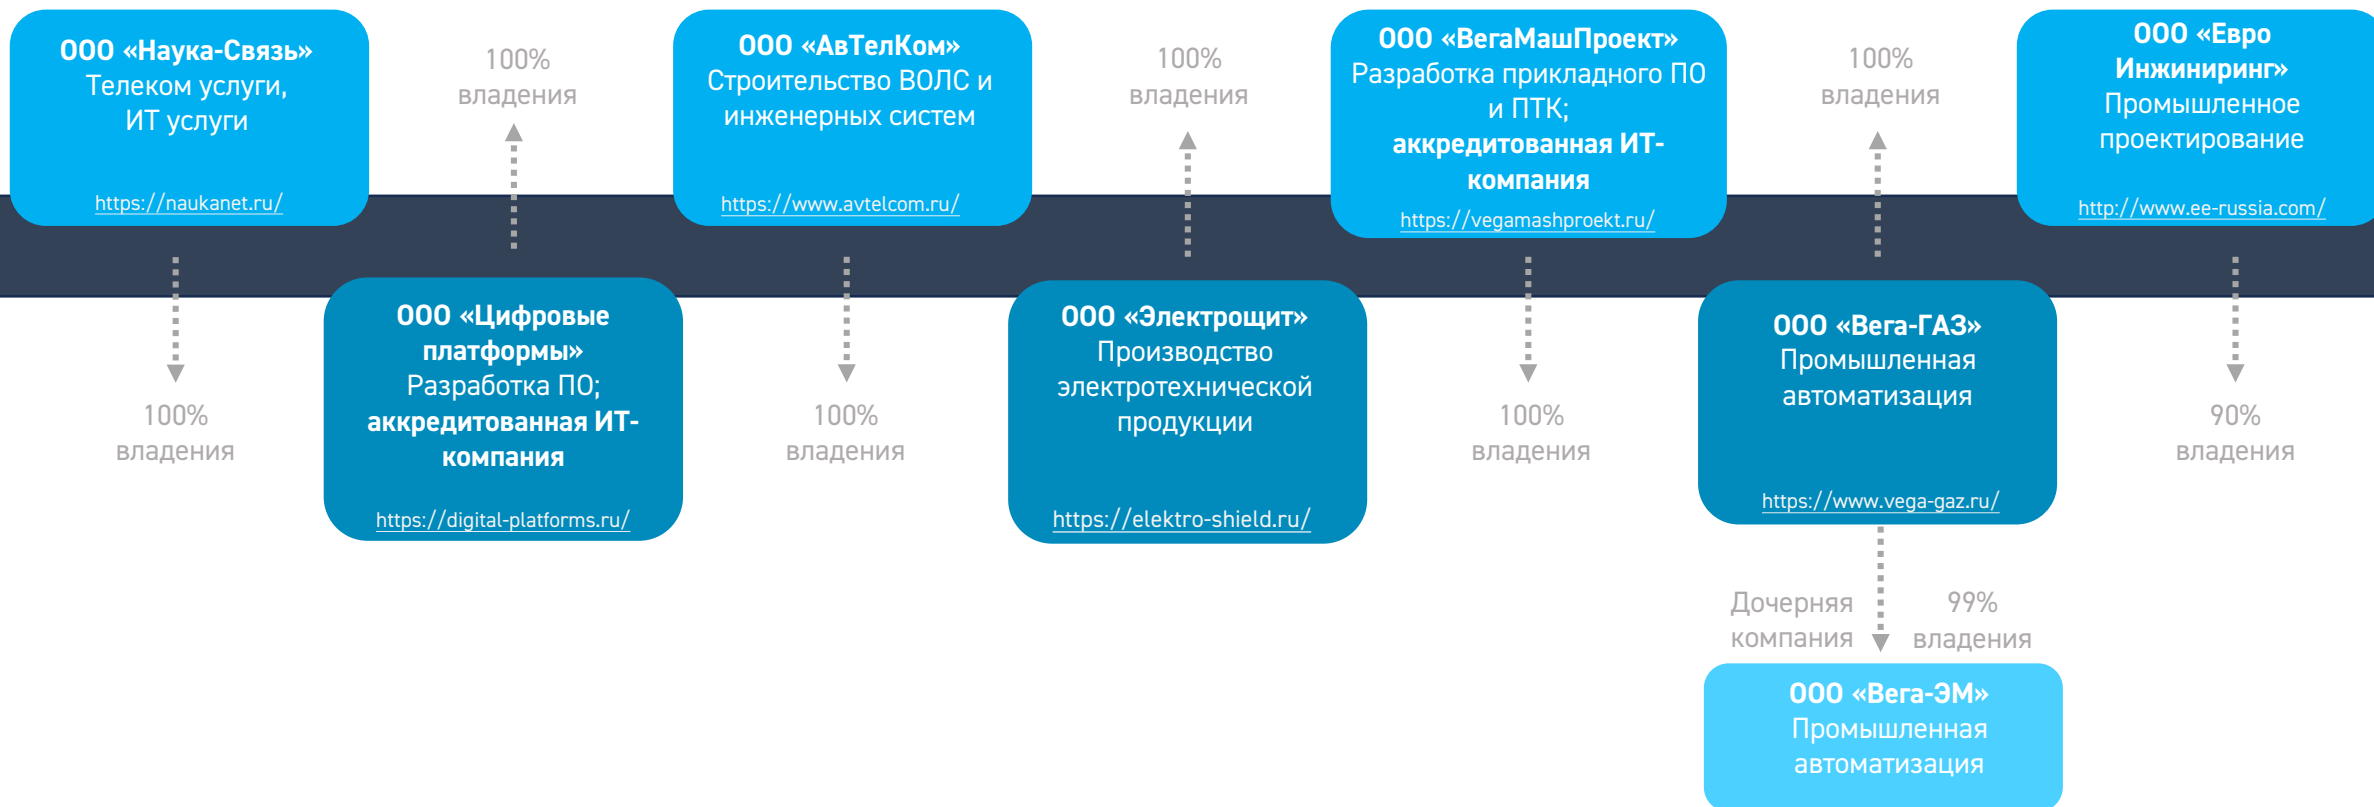 ООО «Наука-Связь»
Телеком услуги,
ИТ услуги
https://naukanet.ru/
100%
владения
ООО «Цифровые
платформы»
Разработка ПО;
аккредитованная ИТ-
компания
https://digital-platforms.ru/
100%
владения
ООО «АвТелКом»
Строительство ВОЛС и
инженерных систем
https://www.avtelcom.ru/
100%
владения
ООО «Электрощит»
Производство
электротехнической
продукции
https://elektro-shield.ru/
100%
владения
ООО «ВегаМашПроект»
Разработка прикладного ПО
и ПТК;
аккредитованная ИТ-
компания
https://vegamashproekt.ru/
100%
владения
ООО «Вега-ГАЗ»
Промышленная
автоматизация
https://www.vega-gaz.ru/
100%
владения
Дочерняя
компания
99%
владения
ООО «Вега-ЭМ»
Промышленная
автоматизация
ООО «Евро
Инжиниринг»
Промышленное
проектирование
http://www.ee-russia.com/
90%
владения